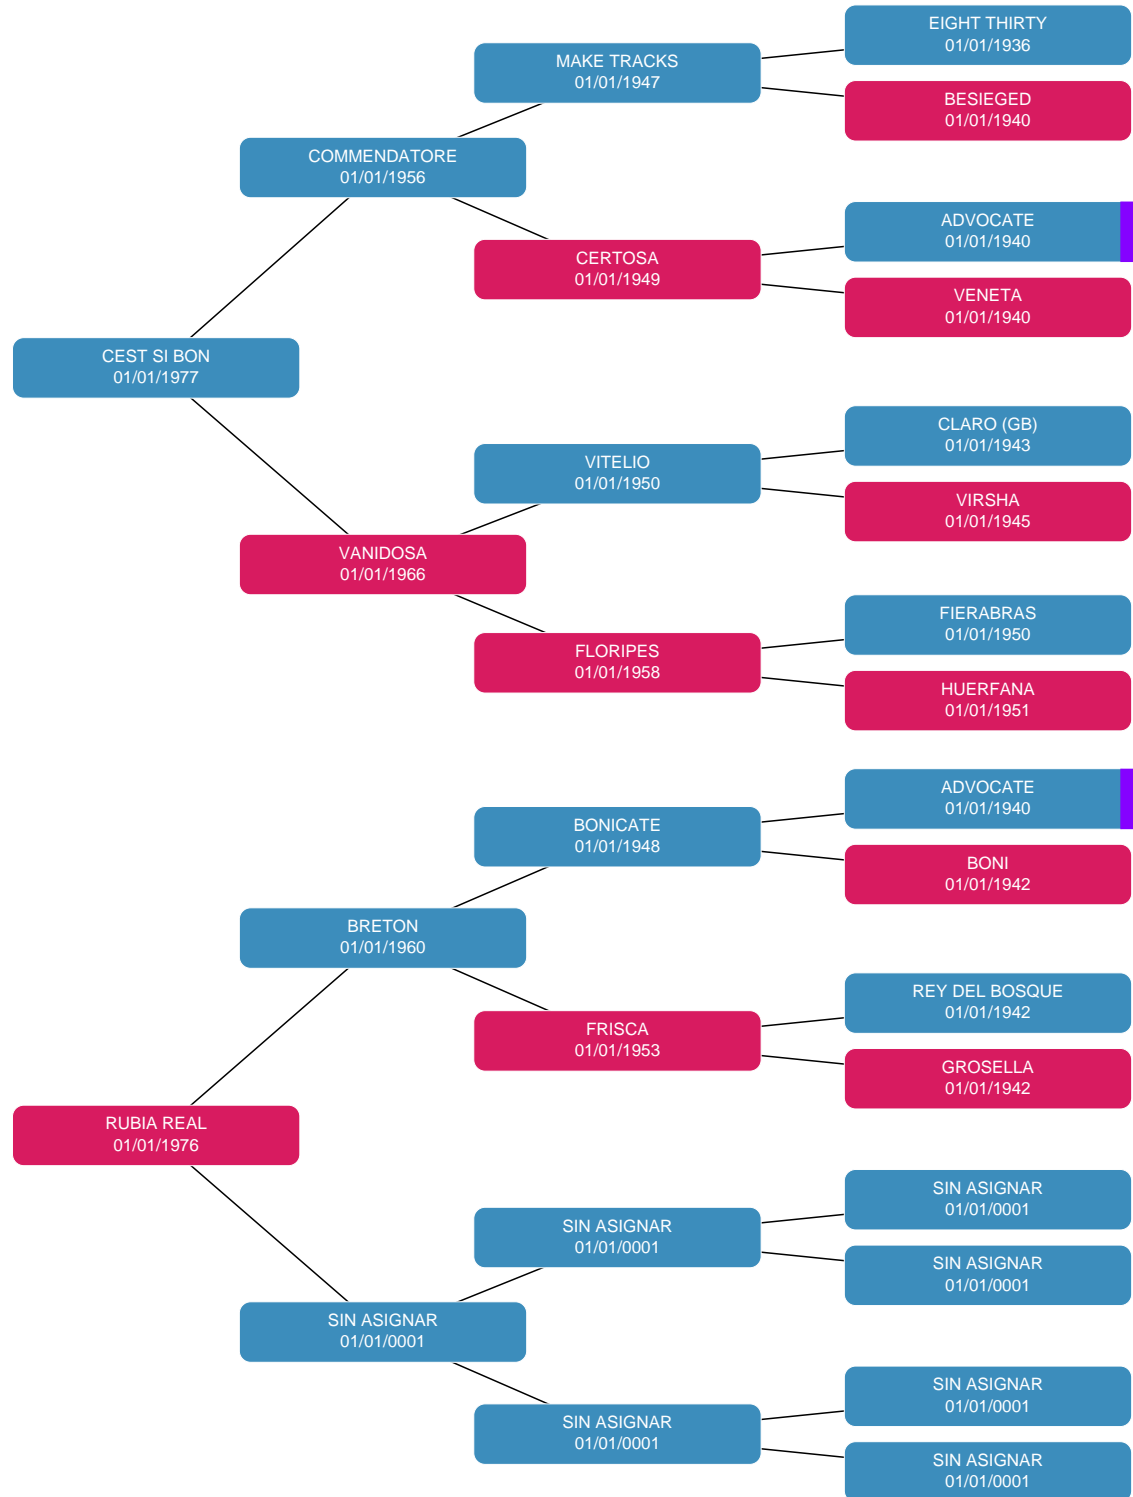 EIGHT THIRTY
01/01/1936
MAKE TRACKS
01/01/1947
BESIEGED
01/01/1940
COMMENDATORE
01/01/1956
ADVOCATE
01/01/1940
CERTOSA
01/01/1949
VENETA
01/01/1940
CEST SI BON
01/01/1977
CLARO (GB)
01/01/1943
VITELIO
01/01/1950
VIRSHA
01/01/1945
VANIDOSA
01/01/1966
FIERABRAS
01/01/1950
FLORIPES
01/01/1958
HUERFANA
01/01/1951
ADVOCATE
01/01/1940
BONICATE
01/01/1948
BONI
01/01/1942
BRETON
01/01/1960
REY DEL BOSQUE
01/01/1942
FRISCA
01/01/1953
GROSELLA
01/01/1942
RUBIA REAL
01/01/1976
SIN ASIGNAR
01/01/0001
SIN ASIGNAR
01/01/0001
SIN ASIGNAR
01/01/0001
SIN ASIGNAR
01/01/0001
SIN ASIGNAR
01/01/0001
SIN ASIGNAR
01/01/0001
SIN ASIGNAR
01/01/0001